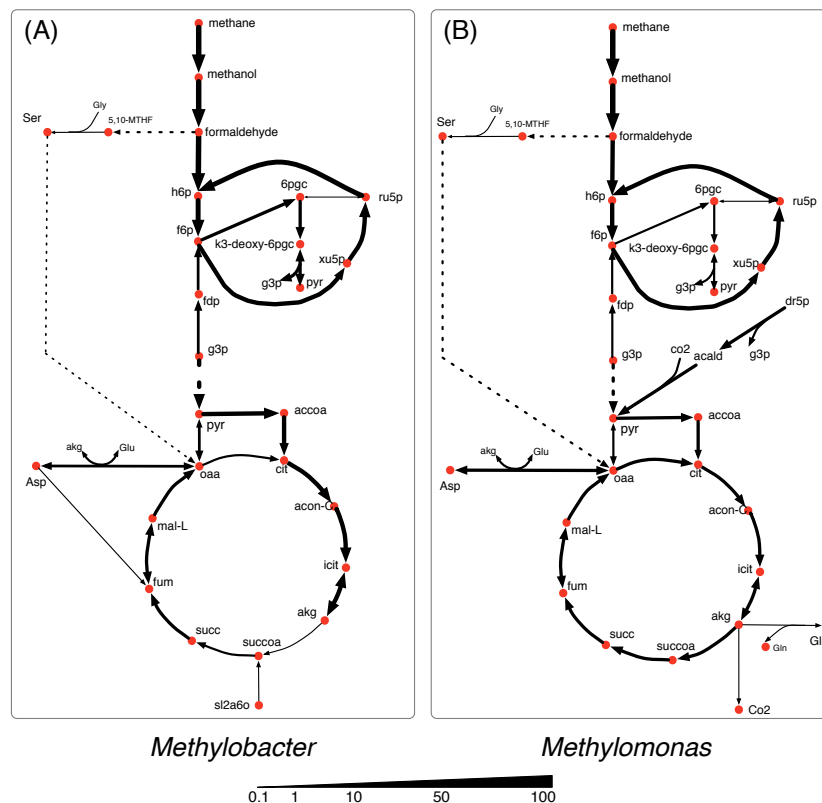 (A)
methane
methanol
Ser
Gly
5,10-MTHF
formaldehyde
h6p
6pgc
ru5p
f6p
k3-deoxy-6pgc
xu5p
g3p
pyr
fdp
g3p
pyr
accoa
akg
Glu
Asp
oaa
cit
acon-C
mal-L
icit
fum
akg
succ
succoa
sl2a6o
Methylobacter
(B)
methane
methanol
Ser
Gly
5,10-MTHF
formaldehyde
h6p
6pgc
ru5p
f6p
k3-deoxy-6pgc
xu5p
g3p
pyr
fdp
dr5p
g3p
co2
acald
g3p
pyr
accoa
akg
Glu
Asp
oaa
cit
acon-C
mal-L
icit
fum
akg
succ
succoa
Gln
Gl
Co2
Methylomonas
0.1 1 10 50 100